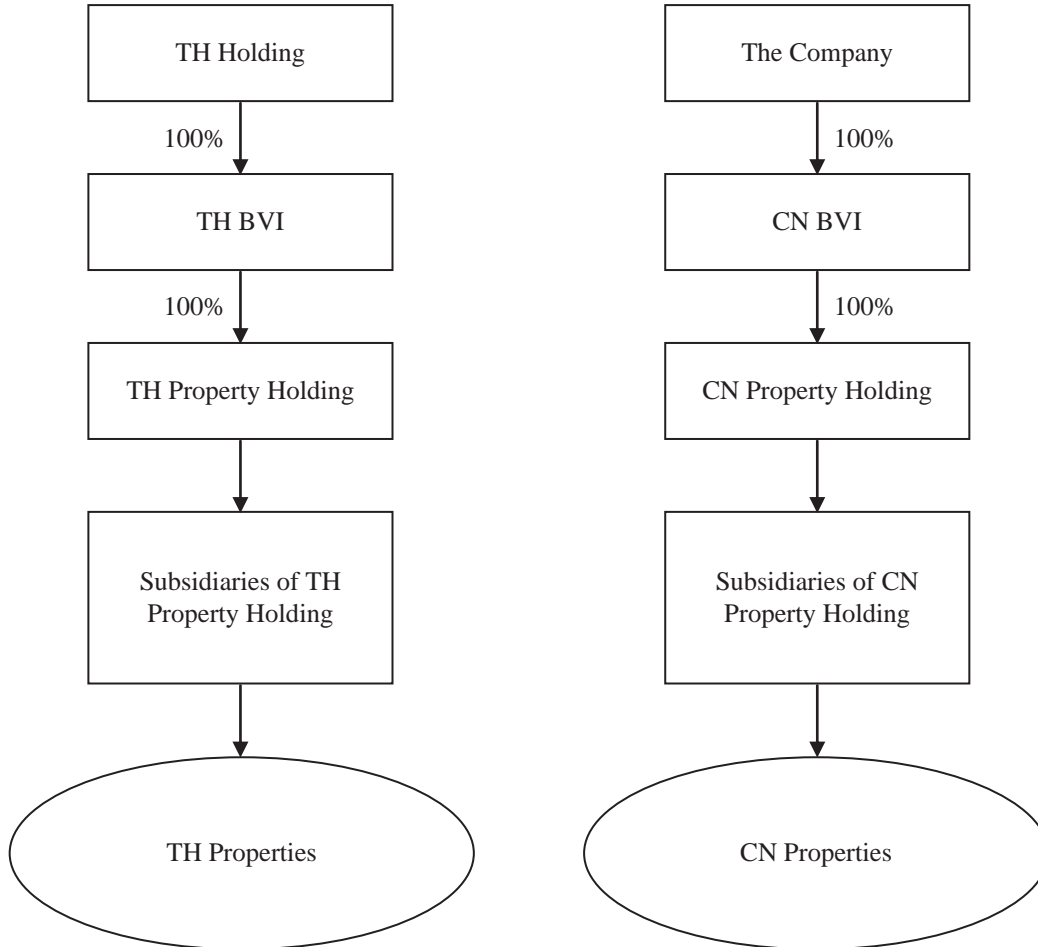 TH Holding
100%
TH BVI
100%
TH Property Holding
Subsidiaries of TH
Property Holding
TH Properties
The Company
100%
CN BVI
100%
CN Property Holding
Subsidiaries of CN
Property Holding
CN Properties